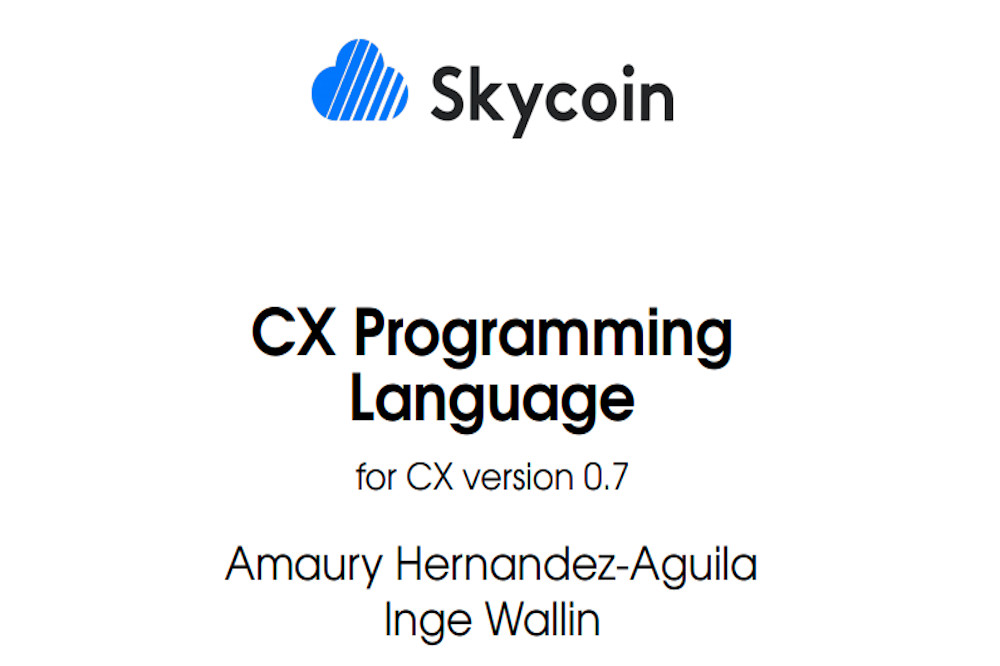 Skycoin
CX Programming
Language
for CX version 0.7
Amaury Hernandez-Aguila
Inge Wallin